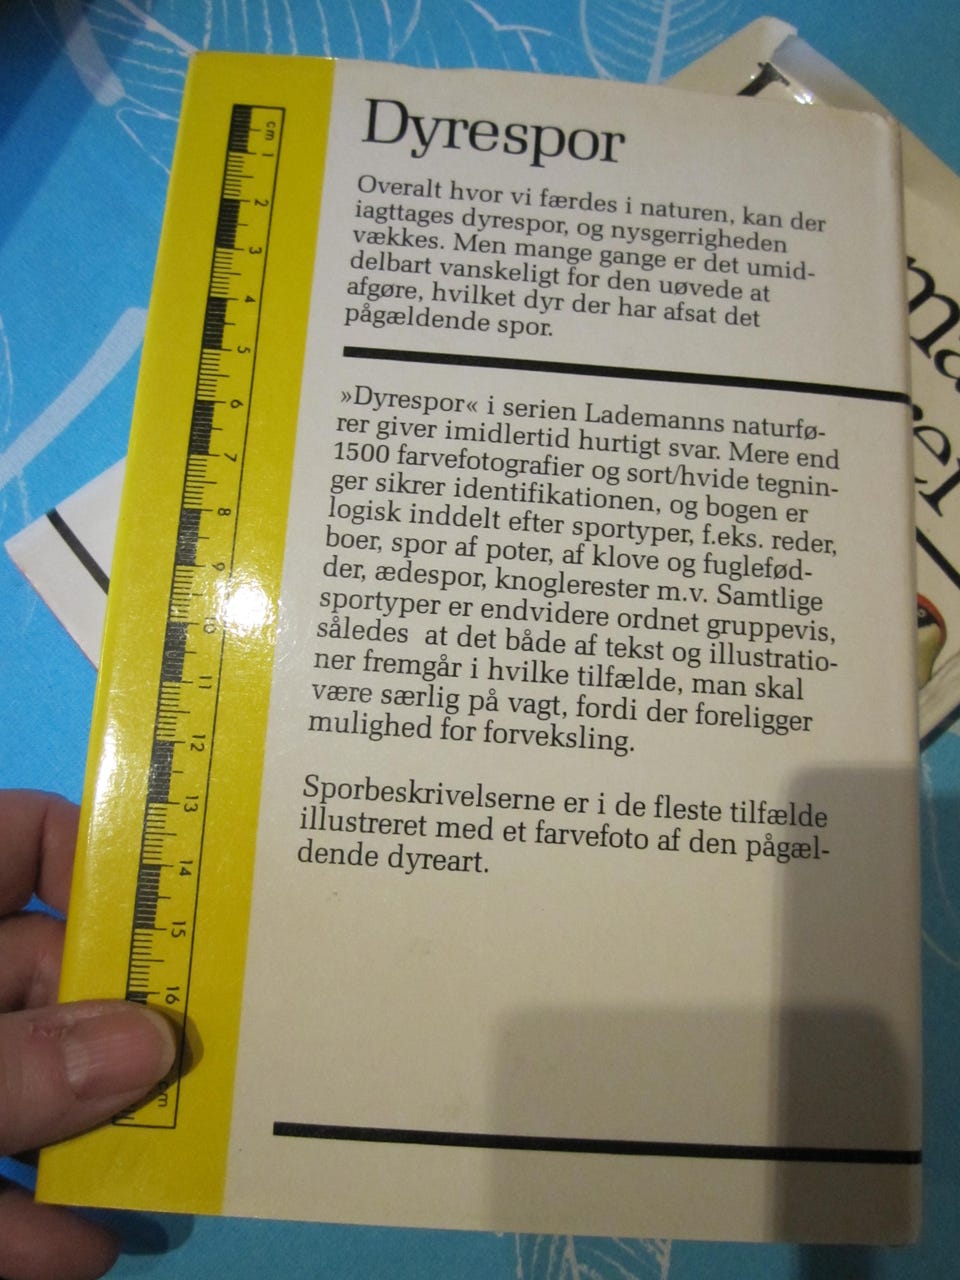 Dyrespor
Overalt hvor vi færdes i naturen, kan der
iagttages dyrespor, og nysgerrigheden
vækkes. Men mange gange er det umid-
delbart vanskeligt for den uøvede at
afgøre, hvilket dyr der har afsat det
pågældende spor.
»Dyrespor« i serien Lademanns naturfø-
rer giver imidlertid hurtigt svar. Mere end
1500 farvefotografier og sort/hvide tegnin-
ger sikrer identifikationen, og bogen er
logisk inddelt efter sportyper, f.eks. reder,
boer, spor af poter, af klove og fuglefød-
der, ædespor, knoglerester m.v. Samtlige
sportyper er endvidere ordnet gruppevis,
således at det både af tekst og illustratio-
ner fremgår i hvilke tilfælde, man skal
være særlig på vagt, fordi der foreligger
mulighed for forveksling.
Sporbeskrivelserne er i de fleste tilfælde
illustreret med et farvefoto af den pågæl-
dende dyreart.
cm 1 2 3 4 5 6 7 8 9 10 11 12 13 14 15 16 cm